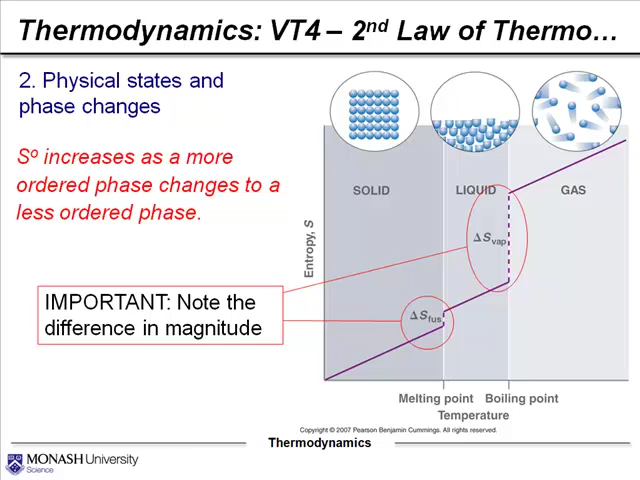 Thermodynamics: VT4 – 2nd Law of Thermo…
2. Physical states and
phase changes
So increases as a more
ordered phase changes to a
less ordered phase.
IMPORTANT: Note the
difference in magnitude
SOLID
LIQUID
GAS
Entropy, S
ΔSvap
ΔSfus
Melting point
Boiling point
Temperature
Copyright © 2007 Pearson Benjamin Cummings. All rights reserved.
Thermodynamics
MONASH University
Science